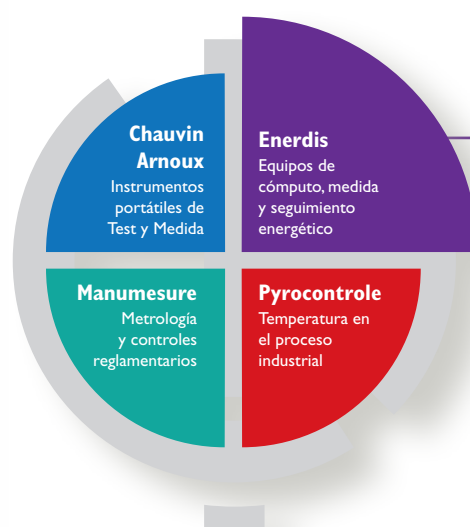 Chauvin
Arnoux
Instrumentos
portátiles de
Test y Medida
Enerdis
Equipos de
cómputo, medida
y seguimiento
energético
Manumesure
Metrología
y controles
reglamentarios
Pyrocontrole
Temperatura en
el proceso
industrial